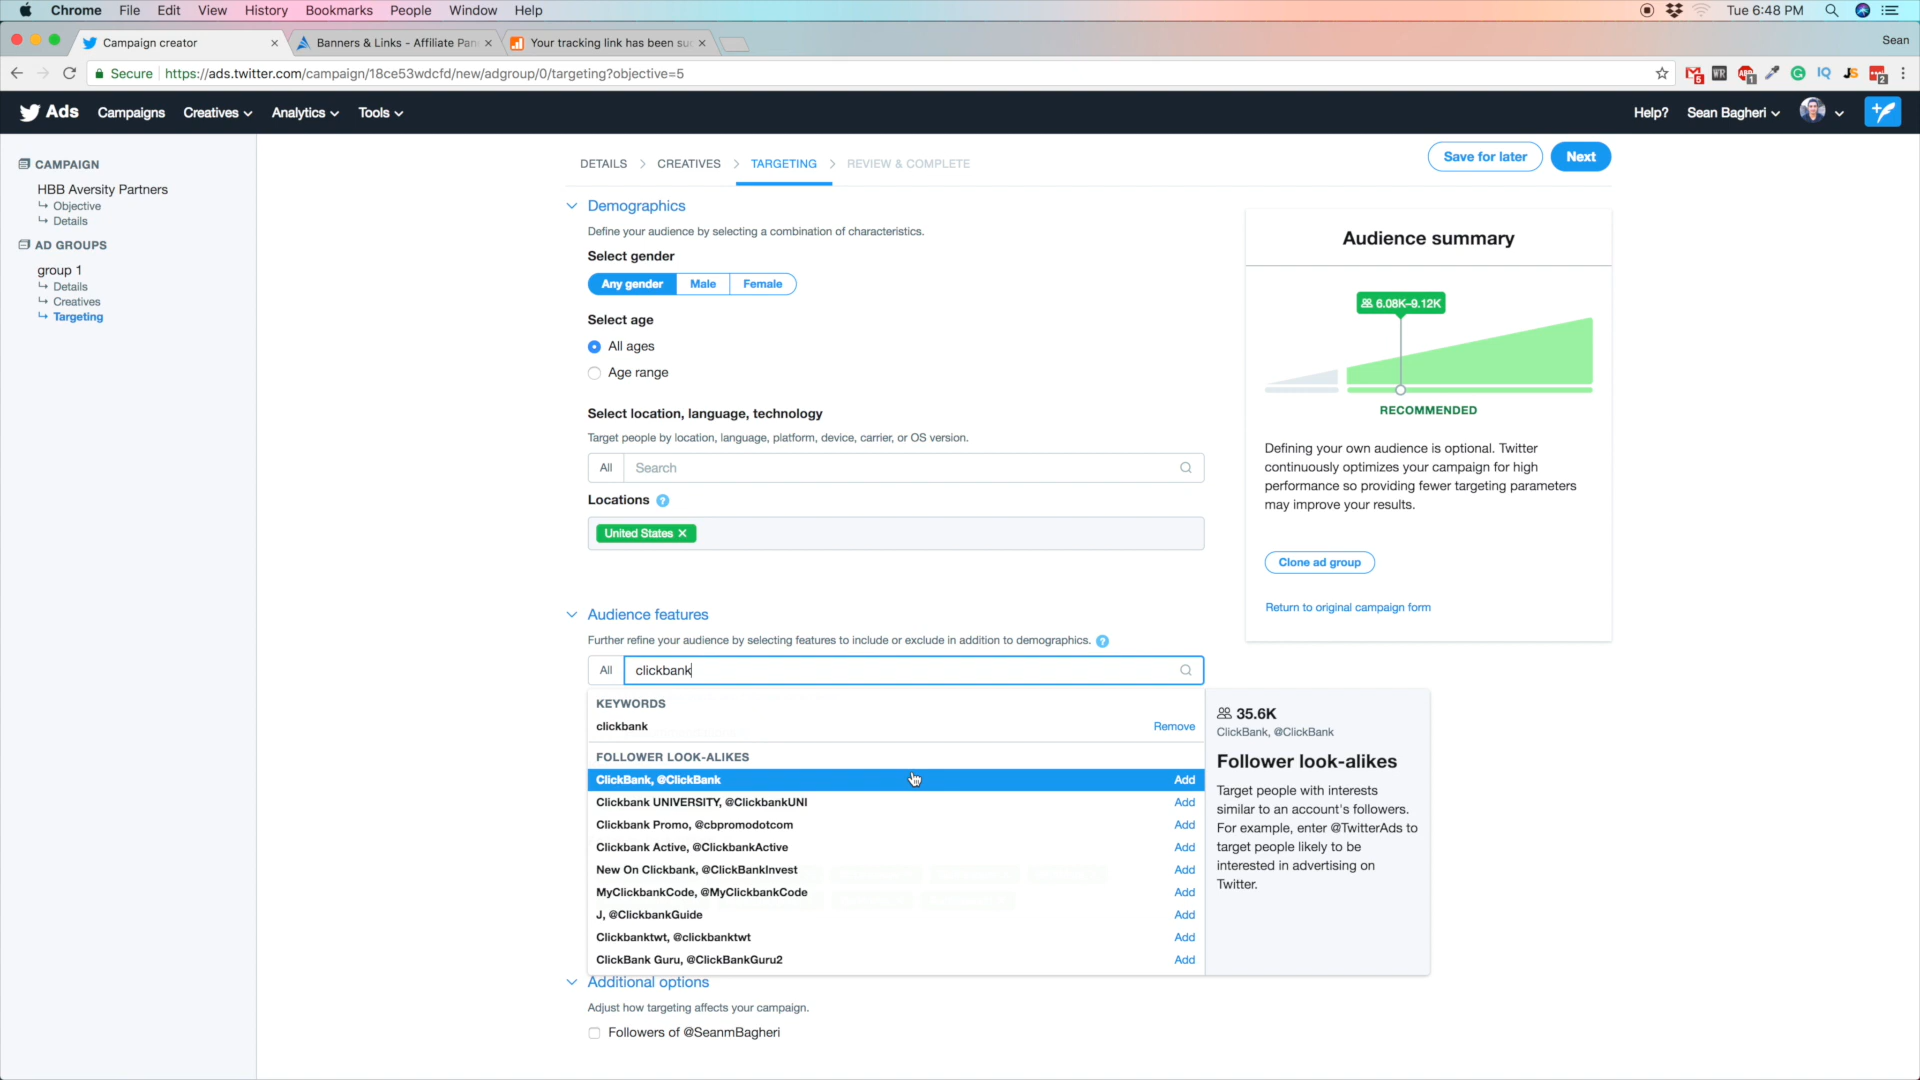 Chrome File Edit View History Bookmarks People Window Help Tue 6:48 PM
Campaign creator Banners & Links - Affiliate Pan Your tracking link has been suc Sean
Secure https://ads.twitter.com/campaign/18ce53wdcfd/new/adgroup/0/targeting?objective=5
Ads Campaigns Creatives Analytics Tools Help? Sean Bagheri
CAMPAIGN
HBB Aversity Partners
Objective
Details
AD GROUPS
group 1
Details
Creatives
Targeting
DETAILS CREATIVES TARGETING REVIEW & COMPLETE
Save for later Next
Demographics
Define your audience by selecting a combination of characteristics.
Select gender
Any gender Male Female
Select age
All ages
Age range
Select location, language, technology
Target people by location, language, platform, device, carrier, or OS version.
All Search
Locations ?
United States
Audience features
Further refine your audience by selecting features to include or exclude in addition to demographics. ?
All clickbank
KEYWORDS
clickbank Remove
FOLLOWER LOOK-ALIKES
ClickBank, @ClickBank Add
Clickbank UNIVERSITY, @ClickbankUNI Add
Clickbank Promo, @cbpromodotcom Add
Clickbank Active, @ClickbankActive Add
New On Clickbank, @ClickBankInvest Add
MyClickbankCode, @MyClickbankCode Add
J, @ClickbankGuide Add
Clickbanktwt, @clickbanktwt Add
ClickBank Guru, @ClickBankGuru2 Add
35.6K
ClickBank, @ClickBank
Follower look-alikes
Target people with interests
similar to an account's followers.
For example, enter @TwitterAds to
target people likely to be
interested in advertising on
Twitter.
Additional options
Adjust how targeting affects your campaign.
Followers of @SeanmBagheri
Audience summary
6.08K–9.12K
RECOMMENDED
Defining your own audience is optional. Twitter
continuously optimizes your campaign for high
performance so providing fewer targeting parameters
may improve your results.
Clone ad group
Return to original campaign form